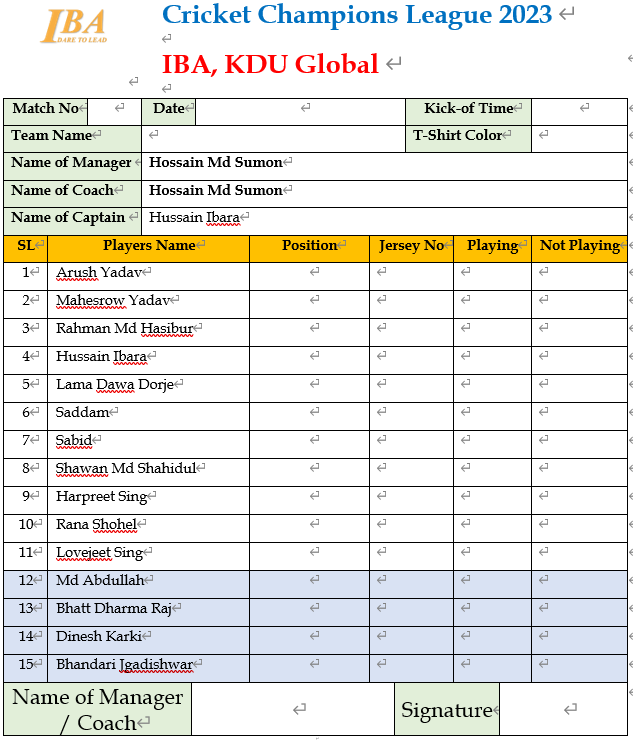 IBA
DARE TO LEAD
Cricket Champions League 2023
IBA, KDU Global
Match No Date Kick-of Time
Team Name T-Shirt Color
Name of Manager Hossain Md Sumon
Name of Coach Hossain Md Sumon
Name of Captain Hussain Ibara
SL Players Name Position Jersey No Playing Not Playing
1 Arush Yadav
2 Mahesrow Yadav
3 Rahman Md Hasibur
4 Hussain Ibara
5 Lama Dawa Dorje
6 Saddam
7 Sabid
8 Shawan Md Shahidul
9 Harpreet Sing
10 Rana Shohel
11 Lovejeet Sing
12 Md Abdullah
13 Bhatt Dharma Raj
14 Dinesh Karki
15 Bhandari Jgadishwar
Name of Manager
/ Coach Signature